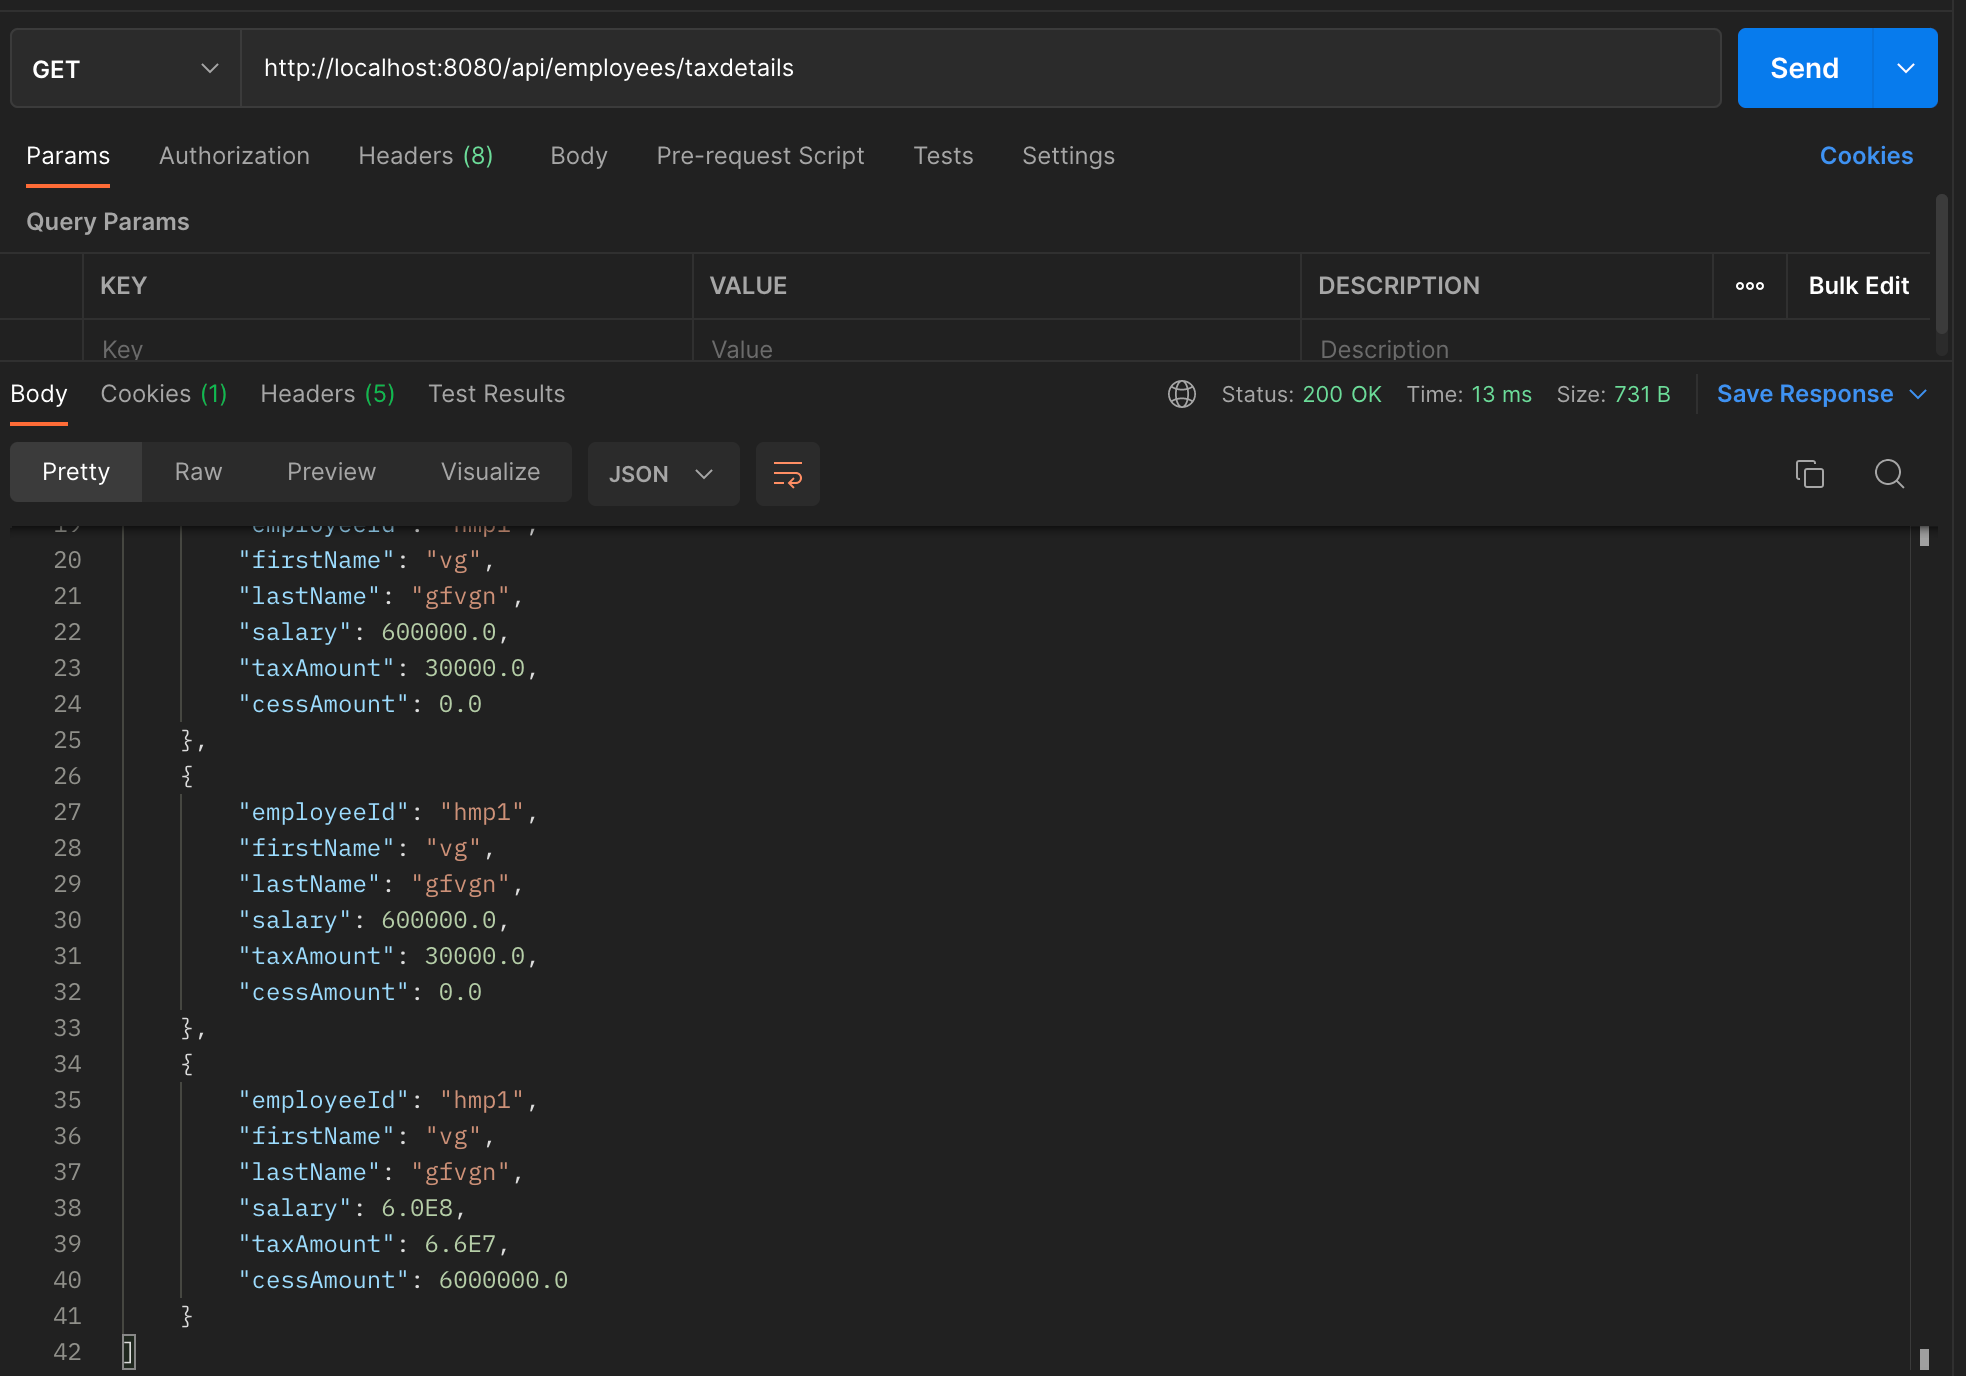 GET http://localhost:8080/api/employees/taxdetails Send
Params Authorization Headers (8) Body Pre-request Script Tests Settings Cookies
Query Params
KEY VALUE DESCRIPTION ooo Bulk Edit
Key Value Description
Body Cookies (1) Headers (5) Test Results Status: 200 OK Time: 13 ms Size: 731 B Save Response
Pretty Raw Preview Visualize JSON
19 "employeeId": "hmp1",
20 "firstName": "vg",
21 "lastName": "gfvgn",
22 "salary": 600000.0,
23 "taxAmount": 30000.0,
24 "cessAmount": 0.0
25 },
26 {
27 "employeeId": "hmp1",
28 "firstName": "vg",
29 "lastName": "gfvgn",
30 "salary": 600000.0,
31 "taxAmount": 30000.0,
32 "cessAmount": 0.0
33 },
34 {
35 "employeeId": "hmp1",
36 "firstName": "vg",
37 "lastName": "gfvgn",
38 "salary": 6.0E8,
39 "taxAmount": 6.6E7,
40 "cessAmount": 6000000.0
41 }
42 ]